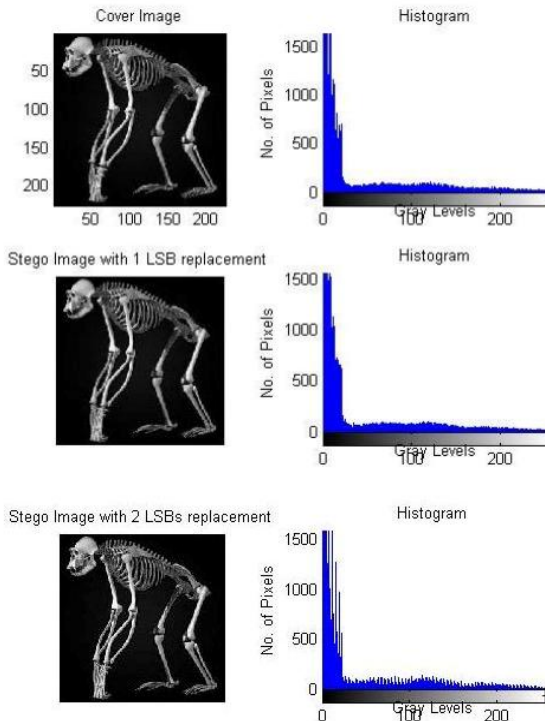 Cover Image
50
100
150
200
50 100 150 200
Histogram
No. of Pixels
1500
1000
500
0
0 100 200
Gray Levels
Stego Image with 1 LSB replacement
Histogram
No. of Pixels
1500
1000
500
0
0 100 200
Gray Levels
Stego Image with 2 LSBs replacement
Histogram
No. of Pixels
1500
1000
500
0
0 100 200
Gray Levels